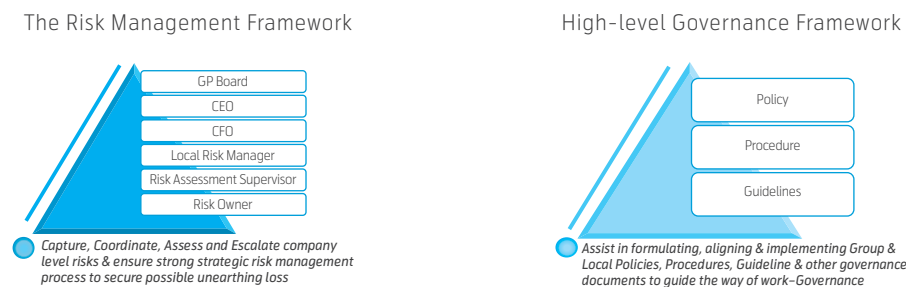 The Risk Management Framework
GP Board
CEO
CFO
Local Risk Manager
Risk Assessment Supervisor
Risk Owner
Capture, Coordinate, Assess and Escalate company
level risks & ensure strong strategic risk management
process to secure possible unearthing loss
High-level Governance Framework
Policy
Procedure
Guidelines
Assist in formulating, aligning & implementing Group &
Local Policies, Procedures, Guideline & other governance
documents to guide the way of work–Governance